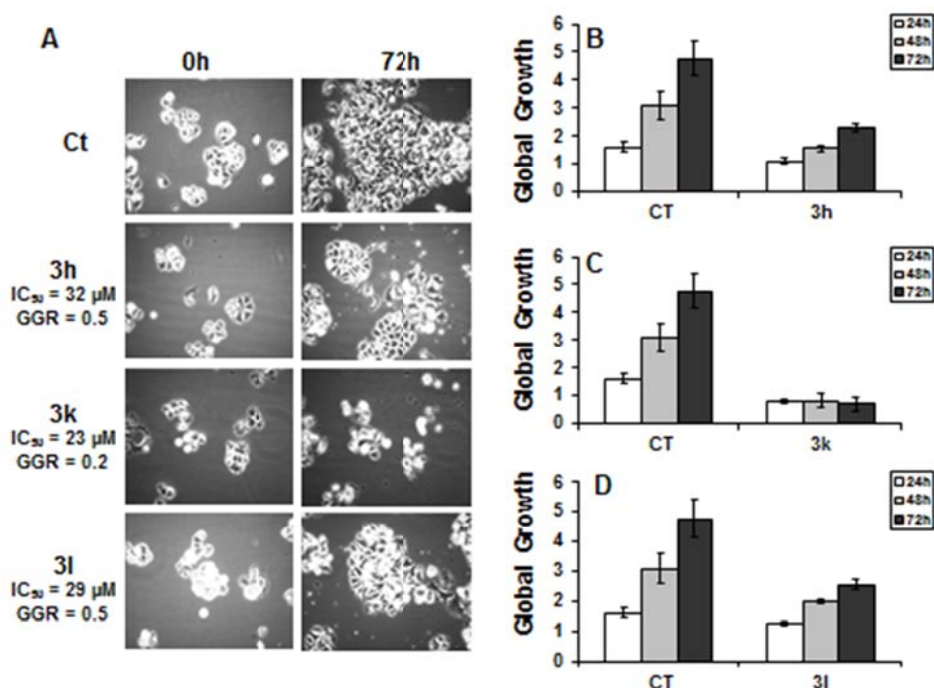 A
0h 72h
Ct
3h
IC₅₀ = 32 µM
GGR = 0.5
3k
IC₅₀ = 23 µM
GGR = 0.2
3l
IC₅₀ = 29 µM
GGR = 0.5
B
Global Growth
6
5
4
3
2
1
0
CT 3h
24h
48h
72h
C
Global Growth
6
5
4
3
2
1
0
CT 3k
24h
48h
72h
D
Global Growth
6
5
4
3
2
1
0
CT 3l
24h
48h
72h